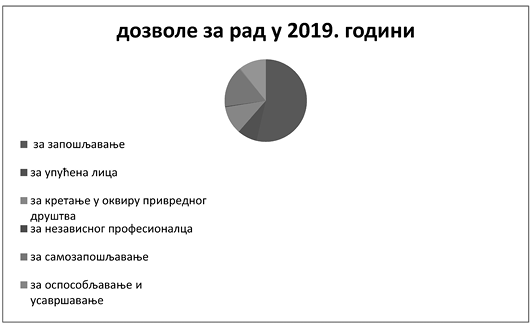 дозволе за рад у 2019. години
за запошљавање
за упућена лица
за кретање у оквиру привредног
друштва
за независног професионалца
за самозапошљавање
за оспособљавање и
усавршавање